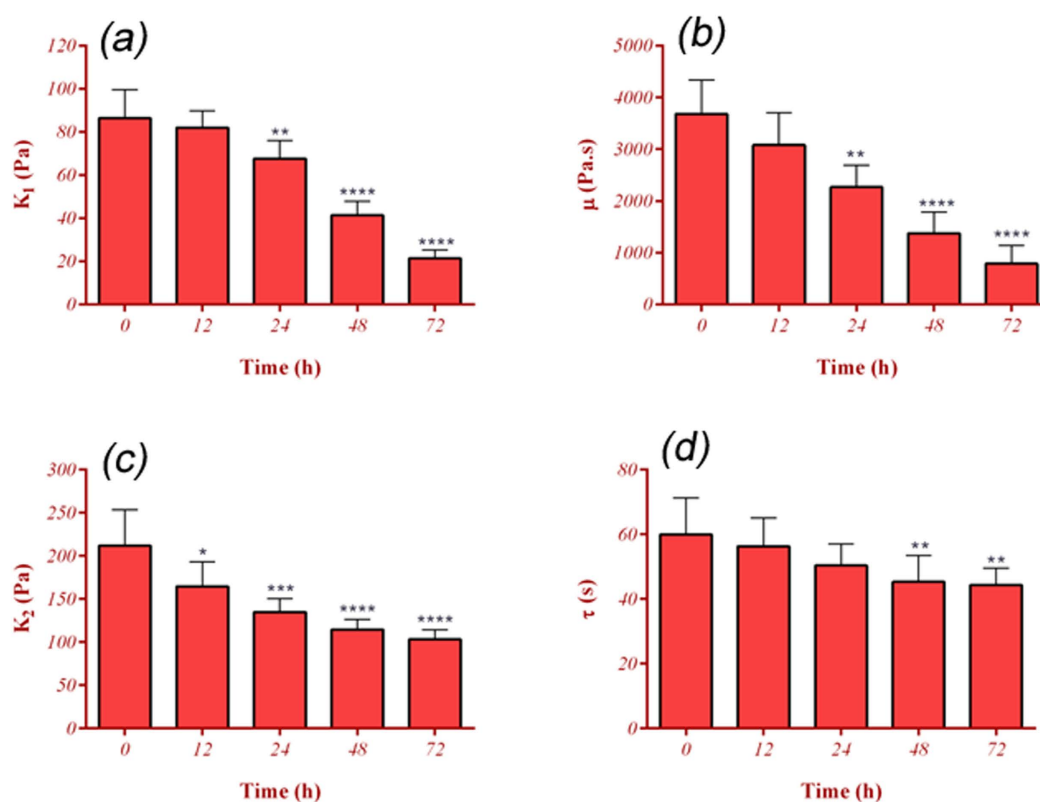 (a)
K1 (Pa)
120
100
80
60
40
20
0
**
****
****
0 12 24 48 72
Time (h)
(b)
μ (Pa.s)
5000
4000
3000
2000
1000
0
**
****
****
0 12 24 48 72
Time (h)
(c)
K2 (Pa)
300
250
200
150
100
50
0
*
***
****
****
0 12 24 48 72
Time (h)
(d)
τ (s)
80
60
40
20
0
**
**
0 12 24 48 72
Time (h)